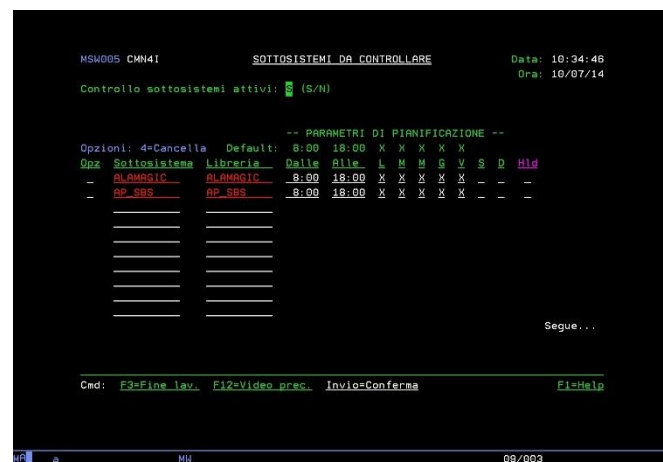 MSW005 CMN4I SOTTOSISTEMI DA CONTROLLARE Data: 10:34:46
Ora: 10/07/14
Controllo sottosistemi attivi: S (S/N)
-- PARAMETRI DI PIANIFICAZIONE --
Opzioni: 4=Cancella Default: 8:00 18:00 X X X X X
Opz Sottosistema Libreria Dalle Alle L M M G V S D Hld
_ ALAMAGIC ALAMAGIC 8:00 18:00 X X X X X _ _ _
_ AP_SBS AP_SBS 8:00 18:00 X X X X X _ _ _
Segue...
Cmd: F3=Fine lav. F12=Video prec. Invio=Conferma F1=Help
MA a MW 09/003